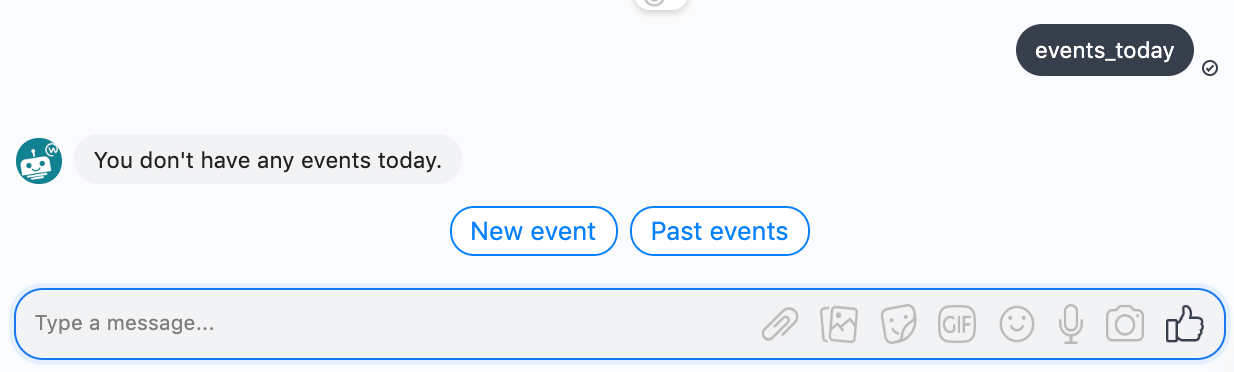 events_today
You don't have any events today.
New event
Past events
Type a message...
GIF